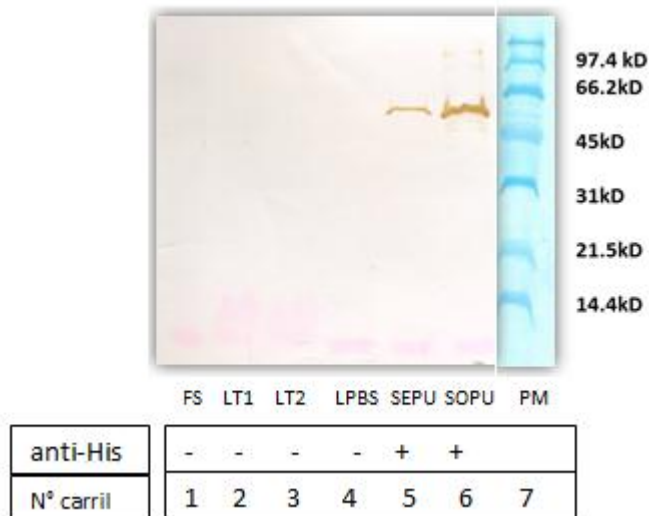 97.4 kD
66.2kD
45kD
31kD
21.5kD
14.4kD
FS LT1 LT2 LPBS SEPU SOPU PM
anti-His - - - - + +
N° carril 1 2 3 4 5 6 7